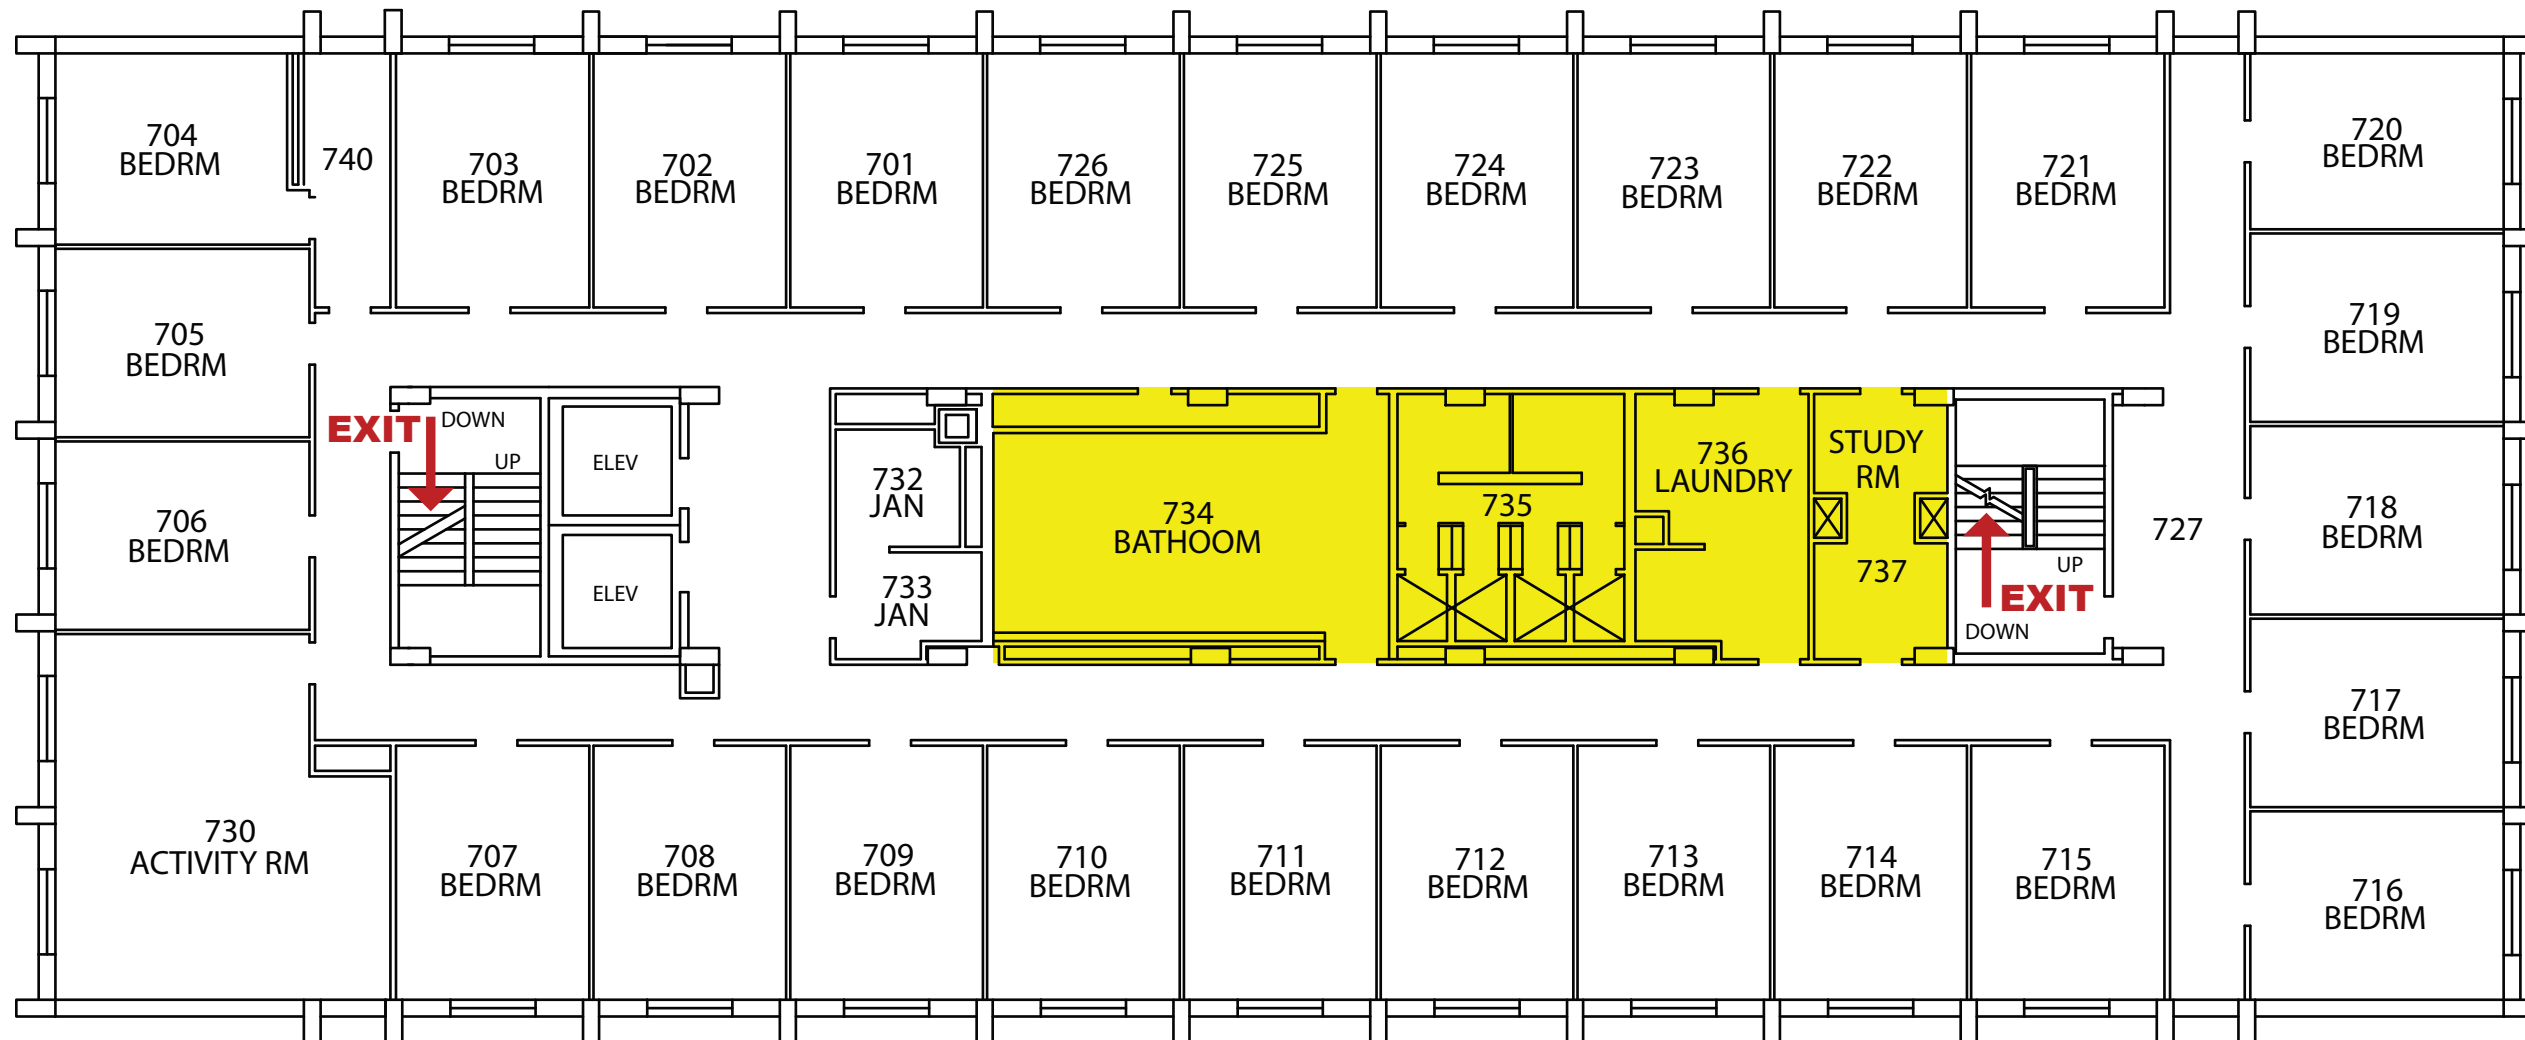 704
BEDRM
740
703
BEDRM
702
BEDRM
701
BEDRM
726
BEDRM
725
BEDRM
724
BEDRM
723
BEDRM
722
BEDRM
721
BEDRM
720
BEDRM
705
BEDRM
719
BEDRM
EXIT
DOWN
UP
ELEV
ELEV
732
JAN
733
JAN
734
BATHOOM
735
736
LAUNDRY
STUDY
RM
737
UP
EXIT
DOWN
727
706
BEDRM
718
BEDRM
717
BEDRM
730
ACTIVITY RM
707
BEDRM
708
BEDRM
709
BEDRM
710
BEDRM
711
BEDRM
712
BEDRM
713
BEDRM
714
BEDRM
715
BEDRM
716
BEDRM